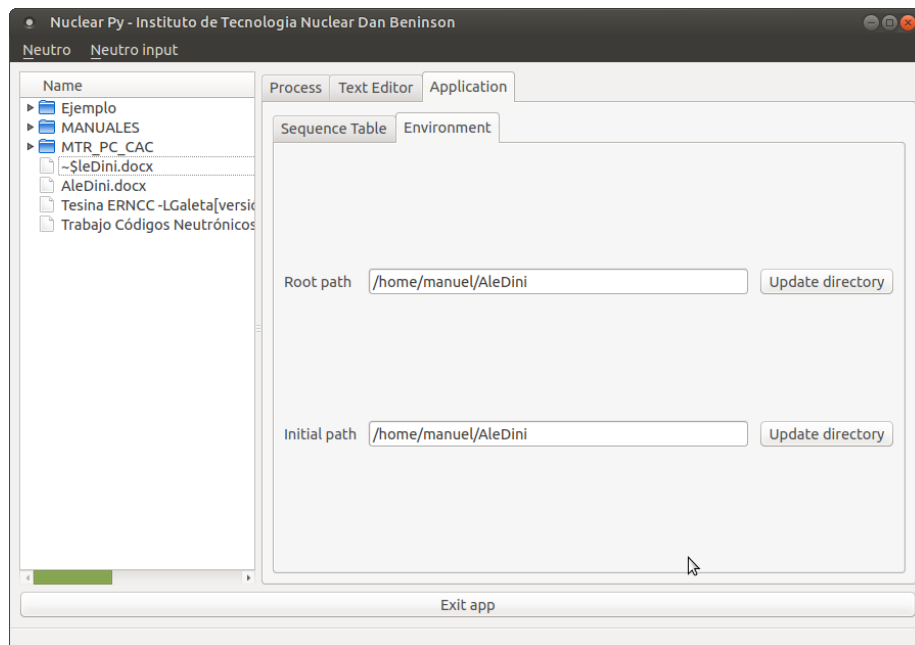 Nuclear Py - Instituto de Tecnologia Nuclear Dan Beninson
Neutro Neutro input
Name
Ejemplo
MANUALES
MTR_PC_CAC
~$leDini.docx
AleDini.docx
Tesina ERNCC -LGaleta[versic
Trabajo Códigos Neutrónicos
Process Text Editor Application
Sequence Table Environment
Root path /home/manuel/AleDini Update directory
Initial path /home/manuel/AleDini Update directory
Exit app